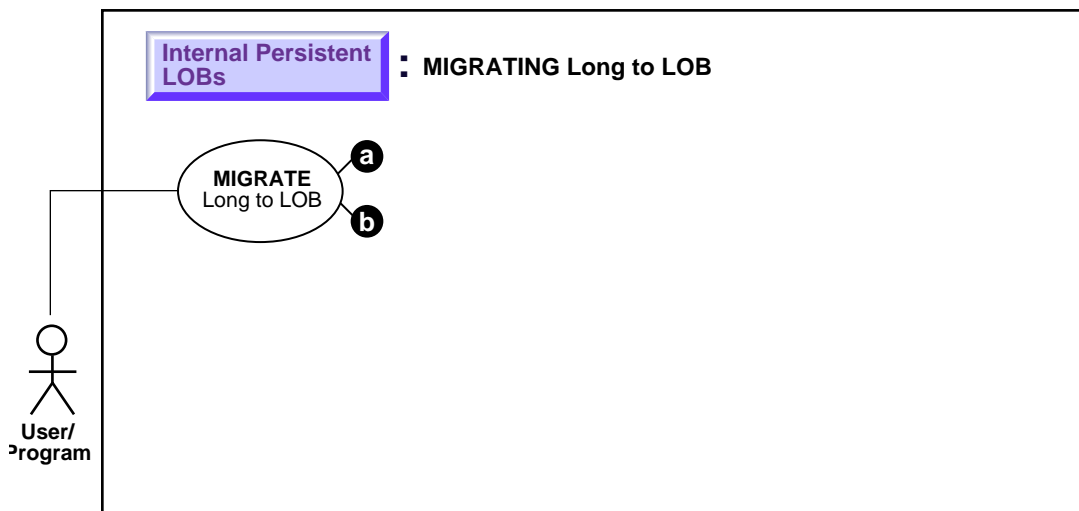 Internal Persistent
LOBs
: MIGRATING Long to LOB
MIGRATE
Long to LOB
a
b
User/
Program